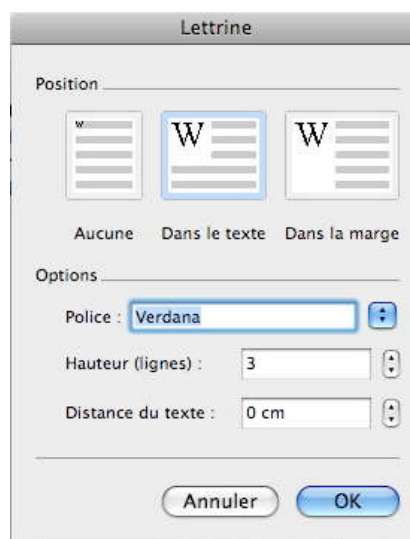 Lettrine
Position
W W W
Aucune Dans le texte Dans la marge
Options
Police : Verdana
Hauteur (lignes) : 3
Distance du texte : 0 cm
Annuler OK